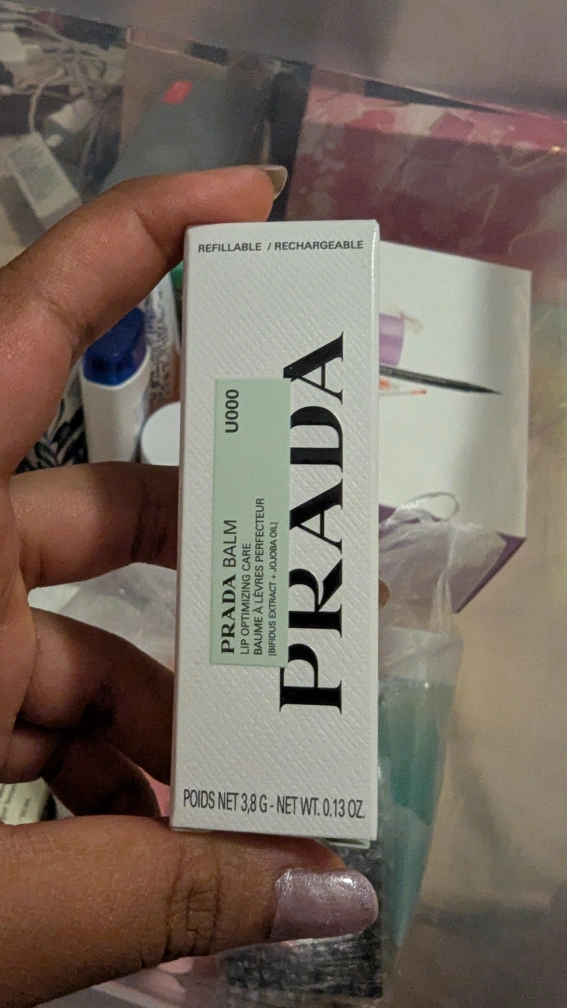 REFILLABLE / RECHARGEABLE
PRADA
PRADA BALM U000
LIP OPTIMIZING CARE
BAUME À LÈVRES PERFECTEUR
[BIFIDUS EXTRACT + JOJOBA OIL]
POIDS NET 3,8 G - NET WT. 0.13 OZ.